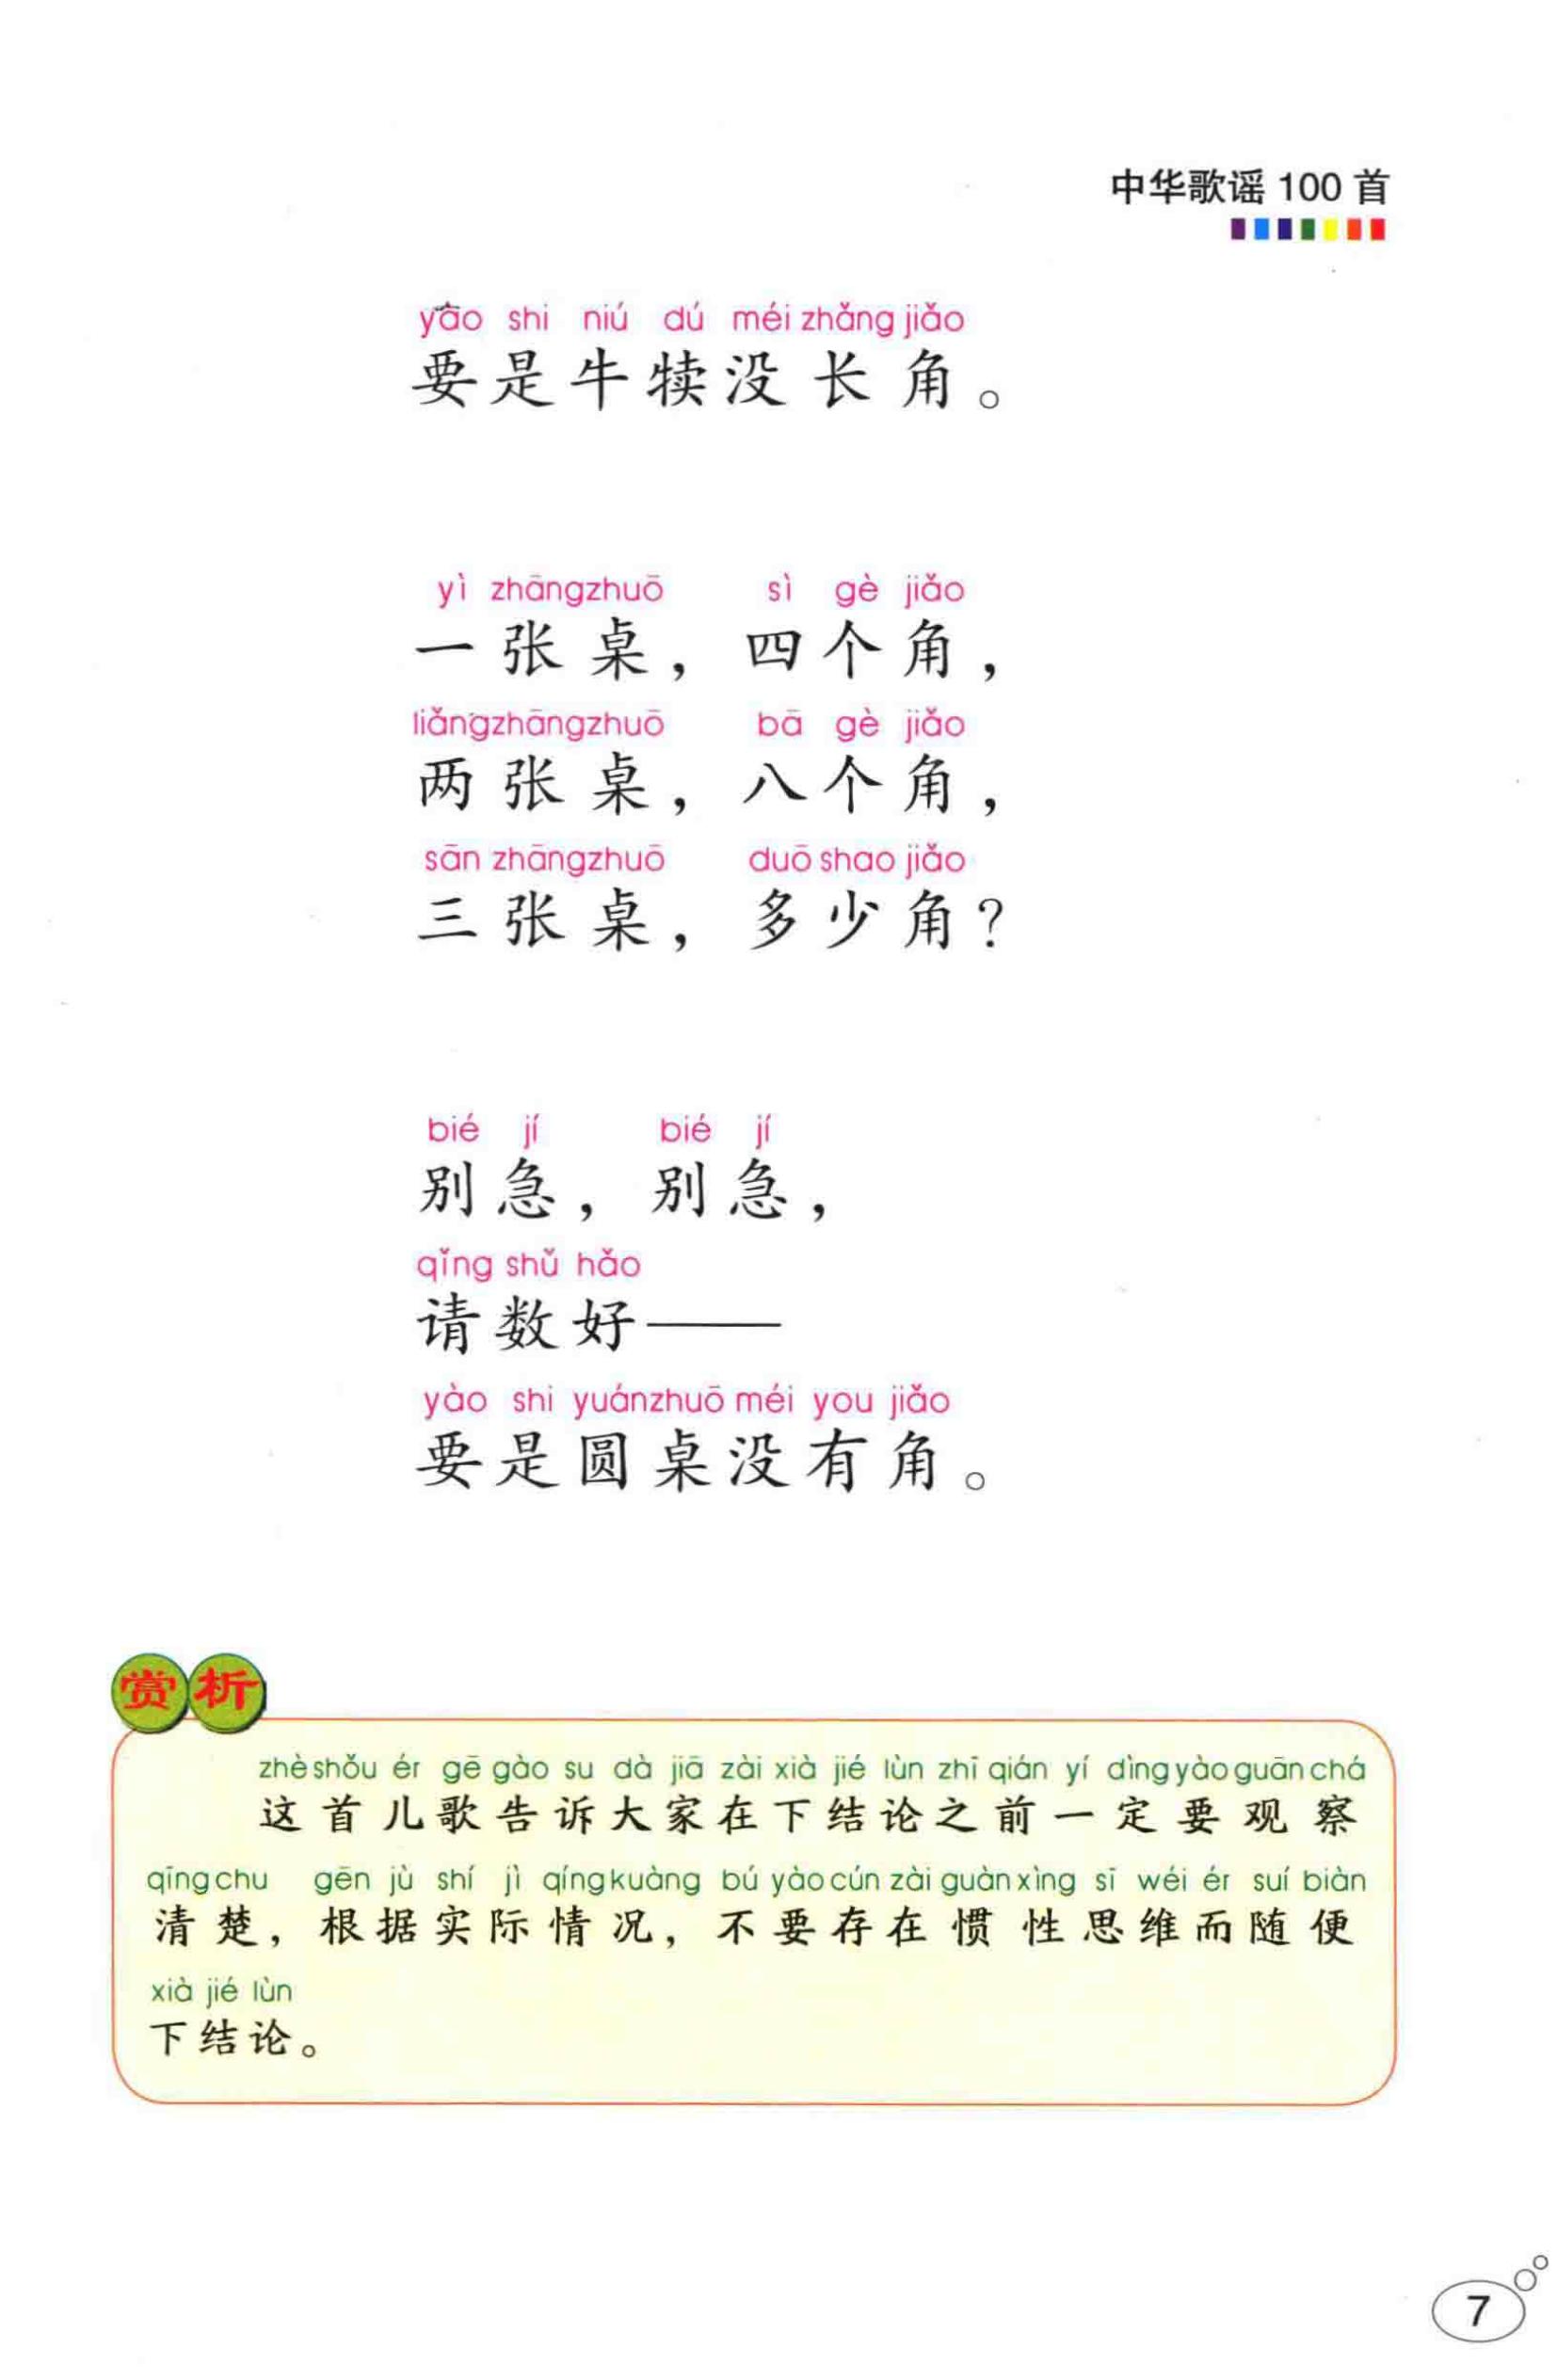 中华歌谣 100 首
yào shi niú dú méi zhǎng jiǎo
要是牛犊没长角。
yì zhāng zhuō sì gè jiǎo
一张桌，四个角，
liǎng zhāng zhuō bā gè jiǎo
两张桌，八个角，
sān zhāng zhuō duō shao jiǎo
三张桌，多少角？
bié jí bié jí
别急，别急，
qǐng shǔ hǎo
请数好——
yào shi yuán zhuō méi you jiǎo
要是圆桌没有角。
赏析
zhè shǒu ér gē gào su dà jiā zài xià jié lùn zhī qián yí dìng yào guān chá
这首儿歌告诉大家在下结论之前一定要观察
qīng chu gēn jù shí jì qíng kuàng bú yào cún zài guàn xìng sī wéi ér suí biàn
清楚，根据实际情况，不要存在惯性思维而随便
xià jié lùn
下结论。
7